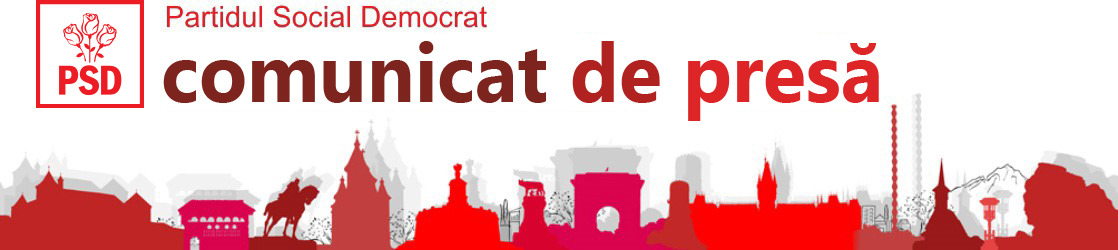 Partidul Social Democrat
PSD
comunicat de presă